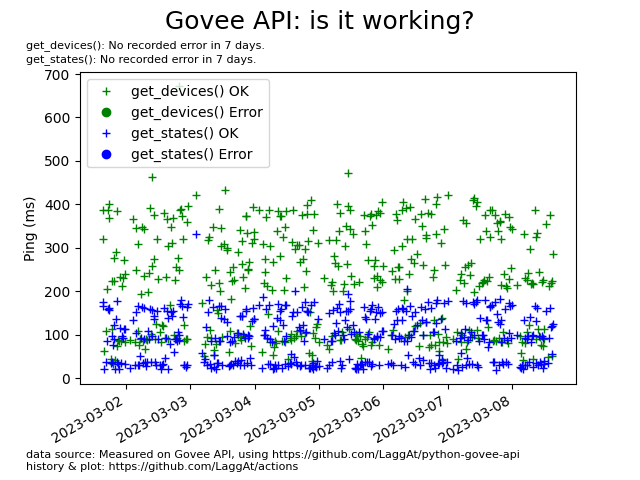 Govee API: is it working?
get_devices(): No recorded error in 7 days.
get_states(): No recorded error in 7 days.
get_devices() OK
get_devices() Error
get_states() OK
get_states() Error
Ping (ms)
700
600
500
400
300
200
100
0
2023-03-02
2023-03-03
2023-03-04
2023-03-05
2023-03-06
2023-03-07
2023-03-08
data source: Measured on Govee API, using https://github.com/LaggAt/python-govee-api
history & plot: https://github.com/LaggAt/actions